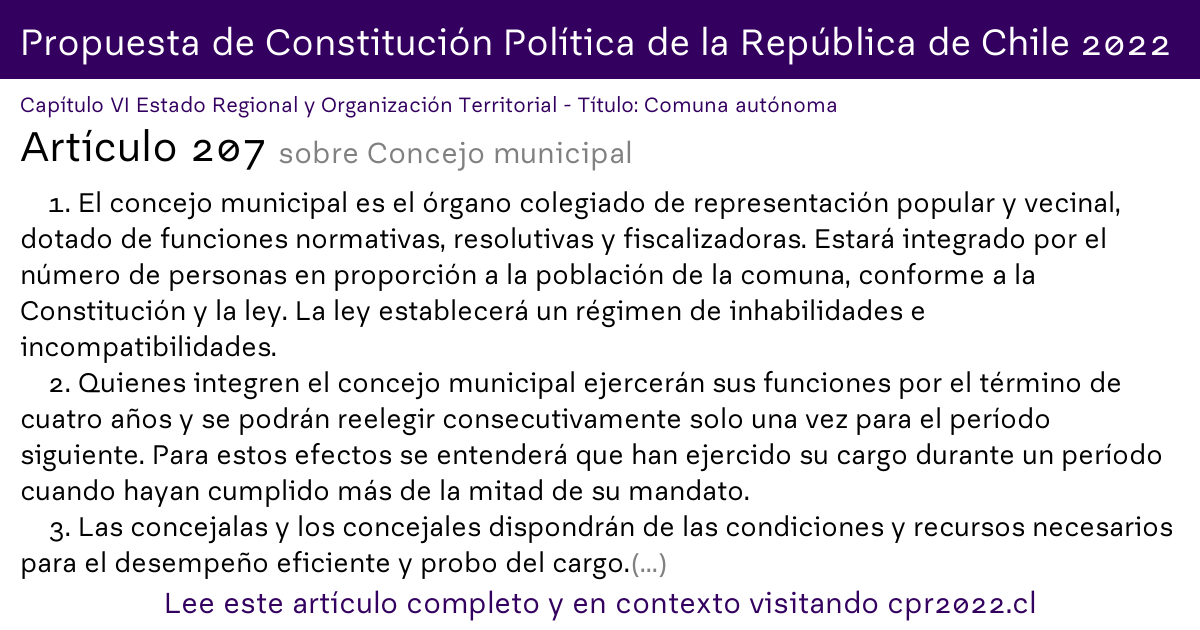 Propuesta de Constitución Política de la República de Chile 2022
Capítulo VI Estado Regional y Organización Territorial - Título: Comuna autónoma
Artículo 207 sobre Concejo municipal
1. El concejo municipal es el órgano colegiado de representación popular y vecinal,
dotado de funciones normativas, resolutivas y fiscalizadoras. Estará integrado por el
número de personas en proporción a la población de la comuna, conforme a la
Constitución y la ley. La ley establecerá un régimen de inhabilidades e
incompatibilidades.
2. Quienes integren el concejo municipal ejercerán sus funciones por el término de
cuatro años y se podrán reelegir consecutivamente solo una vez para el período
siguiente. Para estos efectos se entenderá que han ejercido su cargo durante un período
cuando hayan cumplido más de la mitad de su mandato.
3. Las concejalas y los concejales dispondrán de las condiciones y recursos necesarios
para el desempeño eficiente y probo del cargo.(...)
Lee este artículo completo y en contexto visitando cpr2022.cl